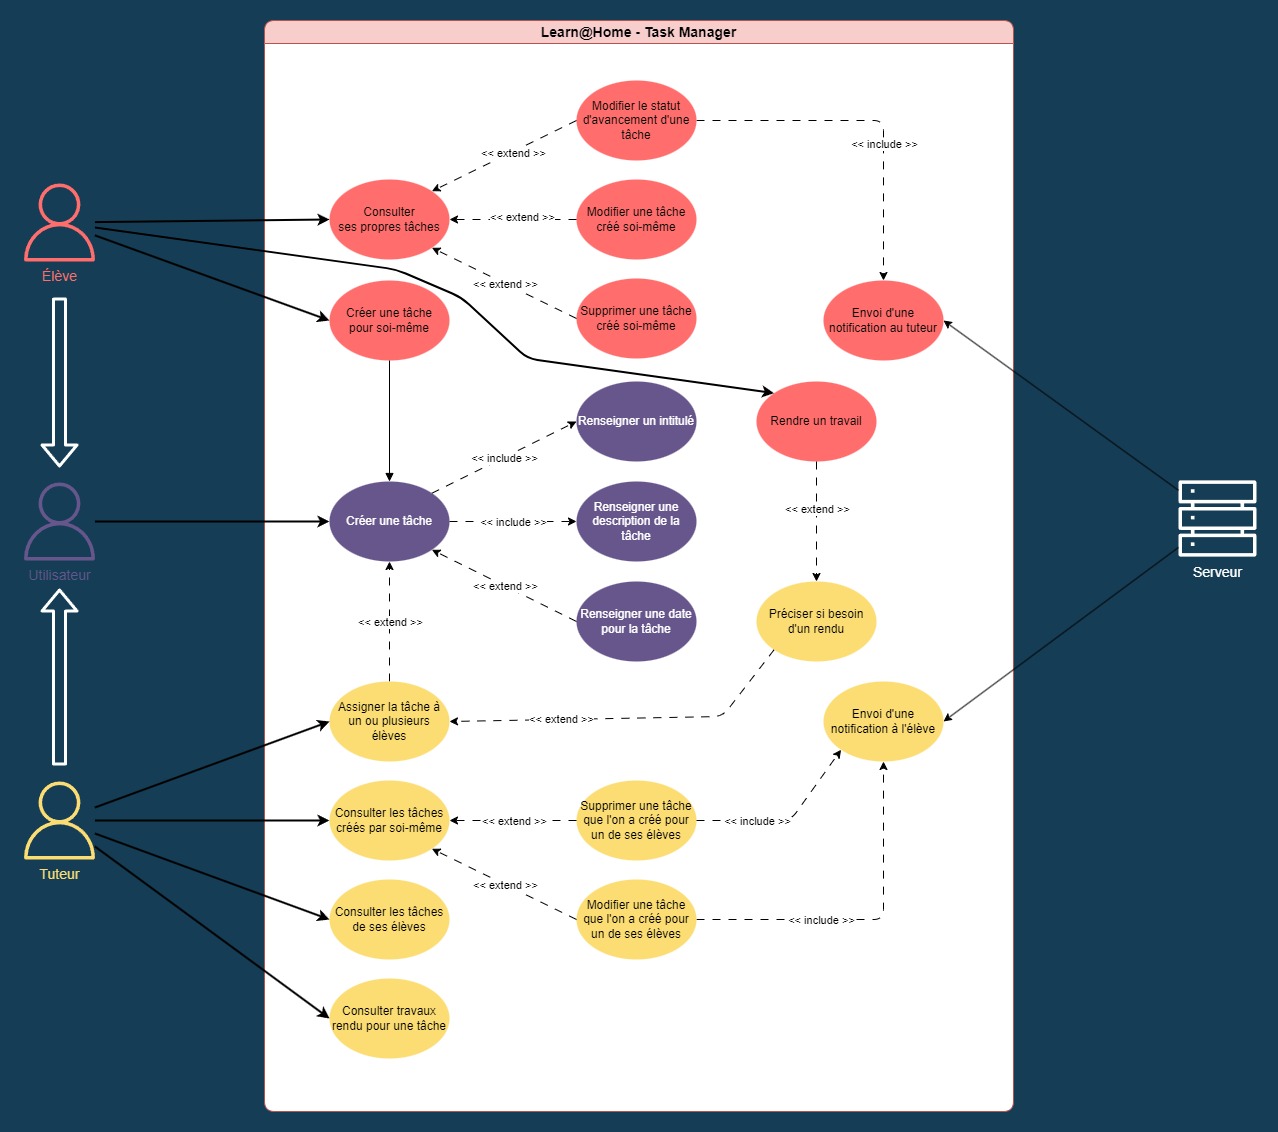 Learn@Home - Task Manager
Modifier le statut
d'avancement d'une
tâche
<< extend >>
<< include >>
Consulter
ses propres tâches
<< extend >>
Modifier une tâche
créé soi-même
Élève
<< extend >>
Créer une tâche
pour soi-même
Supprimer une tâche
créé soi-même
Envoi d'une
notification au tuteur
Renseigner un intitulé
Rendre un travail
<< include >>
Créer une tâche
<< include >>
Renseigner une
description de la
tâche
<< extend >>
Utilisateur
Serveur
<< extend >>
Renseigner une date
pour la tâche
Préciser si besoin
d'un rendu
<< extend >>
Assigner la tâche à
un ou plusieurs
élèves
<< extend >>
Envoi d'une
notification à l'élève
Consulter les tâches
créés par soi-même
<< extend >>
Supprimer une tâche
que l'on a créé pour
un de ses élèves
<< include >>
Tuteur
<< extend >>
Consulter les tâches
de ses élèves
Modifier une tâche
que l'on a créé pour
un de ses élèves
<< include >>
Consulter travaux
rendu pour une tâche